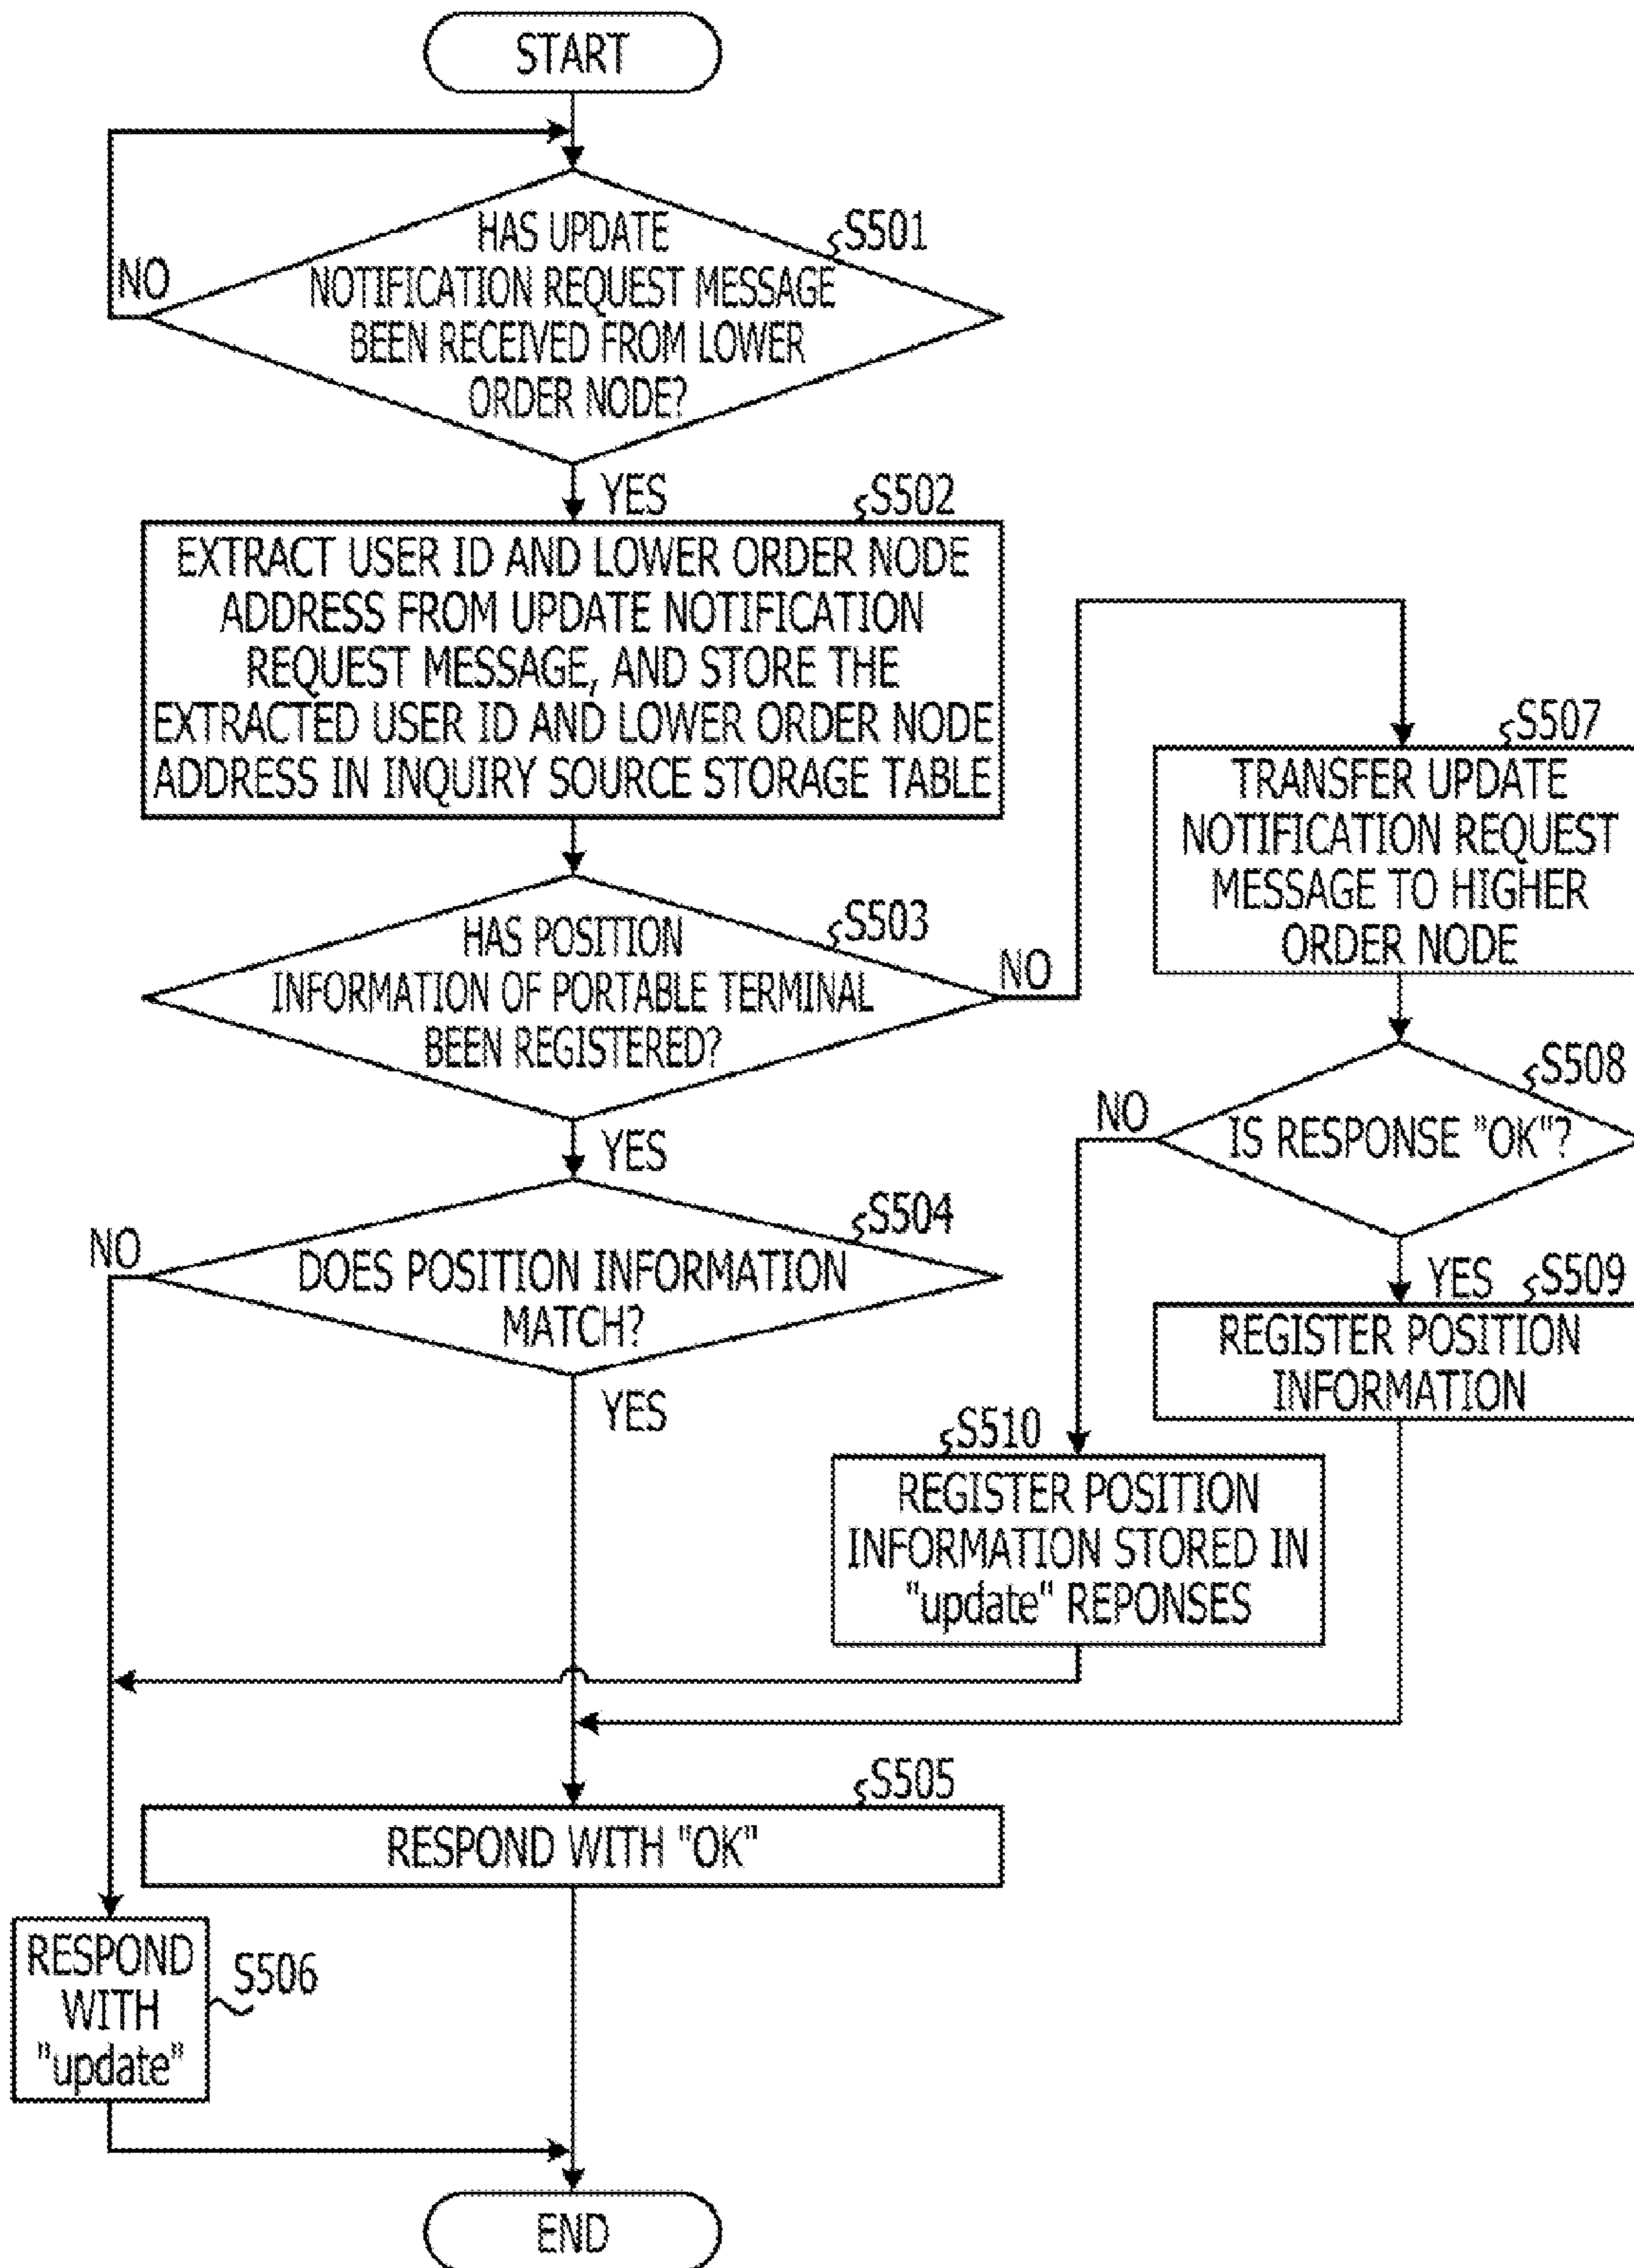 START
HAS UPDATE
NOTIFICATION REQUEST MESSAGE
BEEN RECEIVED FROM LOWER
ORDER NODE?
S501
NO
YES
S502
EXTRACT USER ID AND LOWER ORDER NODE
ADDRESS FROM UPDATE NOTIFICATION
REQUEST MESSAGE, AND STORE THE
EXTRACTED USER ID AND LOWER ORDER NODE
ADDRESS IN INQUIRY SOURCE STORAGE TABLE
S503
HAS POSITION
INFORMATION OF PORTABLE TERMINAL
BEEN REGISTERED?
NO
YES
S504
DOES POSITION INFORMATION
MATCH?
NO
YES
S507
TRANSFER UPDATE
NOTIFICATION REQUEST
MESSAGE TO HIGHER
ORDER NODE
S508
IS RESPONSE "OK"?
NO
YES
S509
REGISTER POSITION
INFORMATION
S510
REGISTER POSITION
INFORMATION STORED IN
"update" REPONSES
S505
RESPOND WITH "OK"
RESPOND
WITH
"update"
S506
END